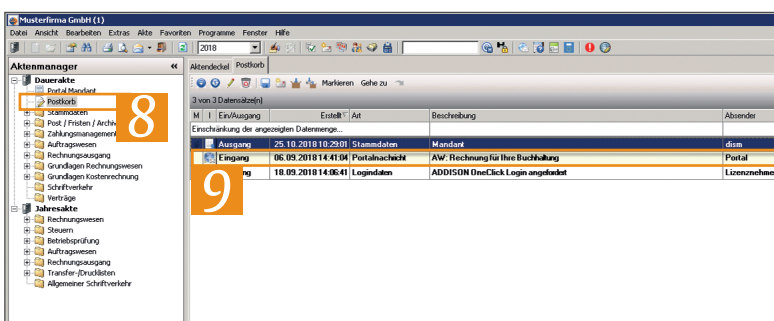 Musterfirma GmbH (1)
Datei Ansicht Bearbeiten Extras Akte Favoriten Programme Fenster Hilfe
2018
Aktenmanager «
Dauerakte
Portal Mandant
Postkorb
Stammdaten
Post / Fristen / Archiv
Zahlungsmanagement
Auftragswesen
Rechnungsausgang
Grundlagen Rechnungswesen
Grundlagen Kostenrechnung
Schriftverkehr
Verträge
Jahresakte
Rechnungswesen
Steuern
Betriebsprüfung
Auftragswesen
Rechnungsausgang
Transfer-/Drucklisten
Allgemeiner Schriftverkehr
8
Aktendeckel Postkorb
Markieren Gehe zu
3 von 3 Datensätze(n)
M I Ein/Ausgang Erstellt Art Beschreibung Absender
Einschränkung der angezeigten Datenmenge...
Ausgang 25.10.2018 10:29:01 Stammdaten Mandant dism
Eingang 06.09.2018 14:41:04 Portalnachricht AW: Rechnung für Ihre Buchhaltung Portal
18.09.2018 14:06:41 Logindaten ADDISON OneClick Login angefordert Lizenznehme
9